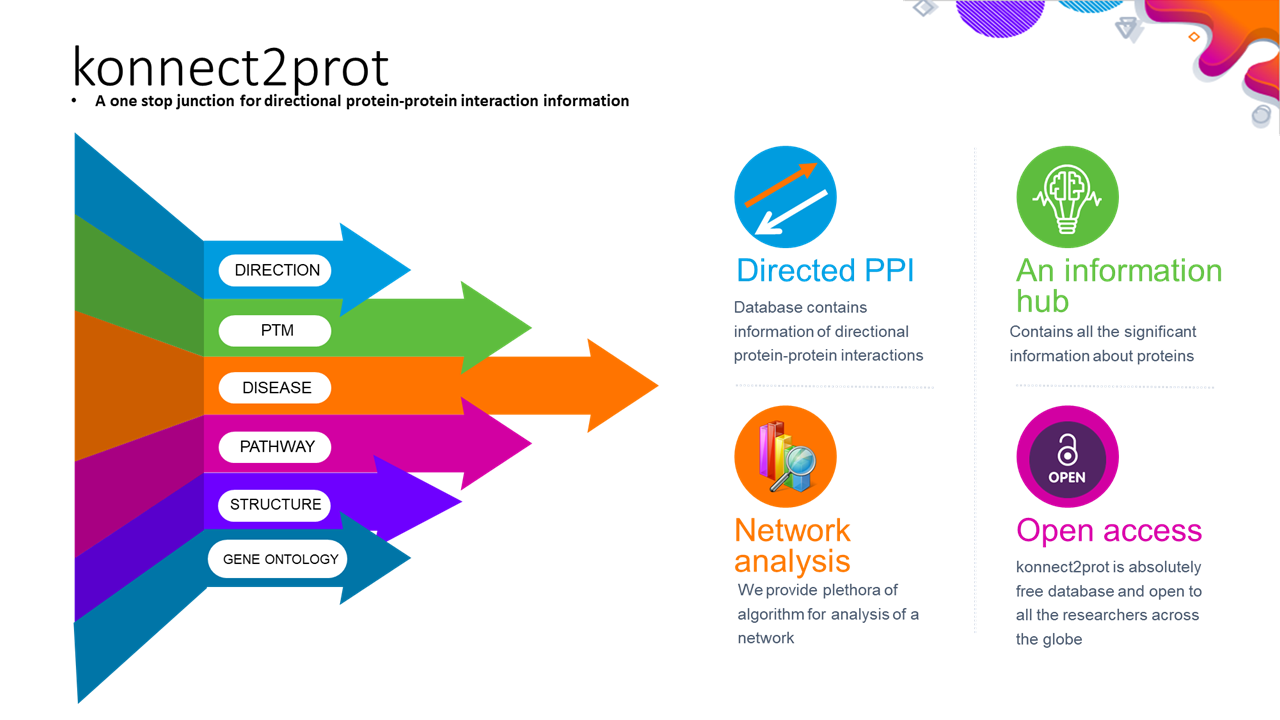 konnect2prot
• A one stop junction for directional protein-protein interaction information
DIRECTION
PTM
DISEASE
PATHWAY
STRUCTURE
GENE ONTOLOGY
Directed PPI
Database contains
information of directional
protein-protein interactions
An information
hub
Contains all the significant
information about proteins
Network
analysis
We provide plethora of
algorithm for analysis of a
network
OPEN
Open access
konnect2prot is absolutely
free database and open to
all the researchers across
the globe